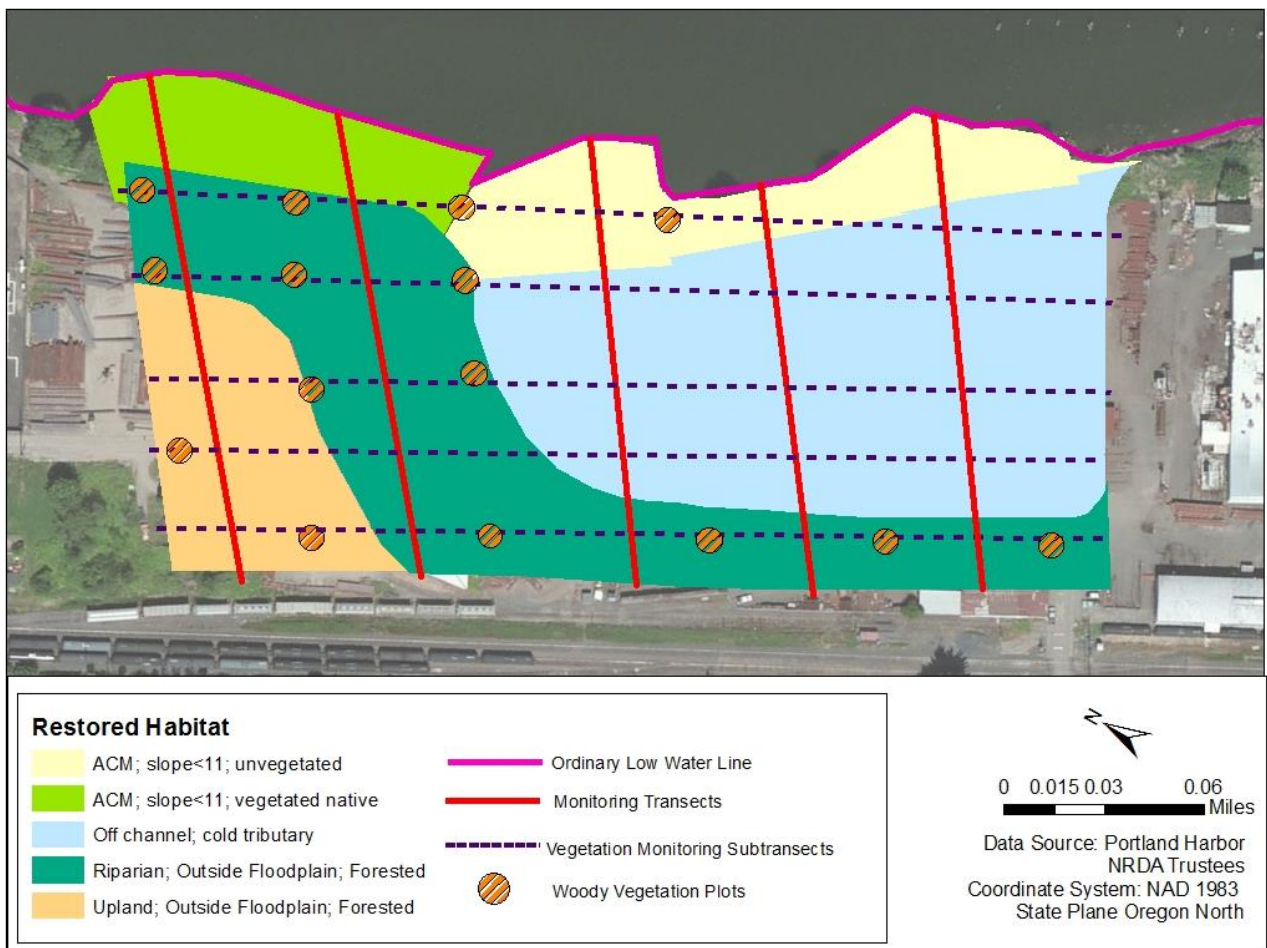 Restored Habitat
ACM; slope<11; unvegetated
ACM; slope<11; vegetated native
Off channel; cold tributary
Riparian; Outside Floodplain; Forested
Upland; Outside Floodplain; Forested
Ordinary Low Water Line
Monitoring Transects
Vegetation Monitoring Subtransects
Woody Vegetation Plots
N
0 0.015 0.03 0.06
Miles
Data Source: Portland Harbor
NRDA Trustees
Coordinate System: NAD 1983
State Plane Oregon North